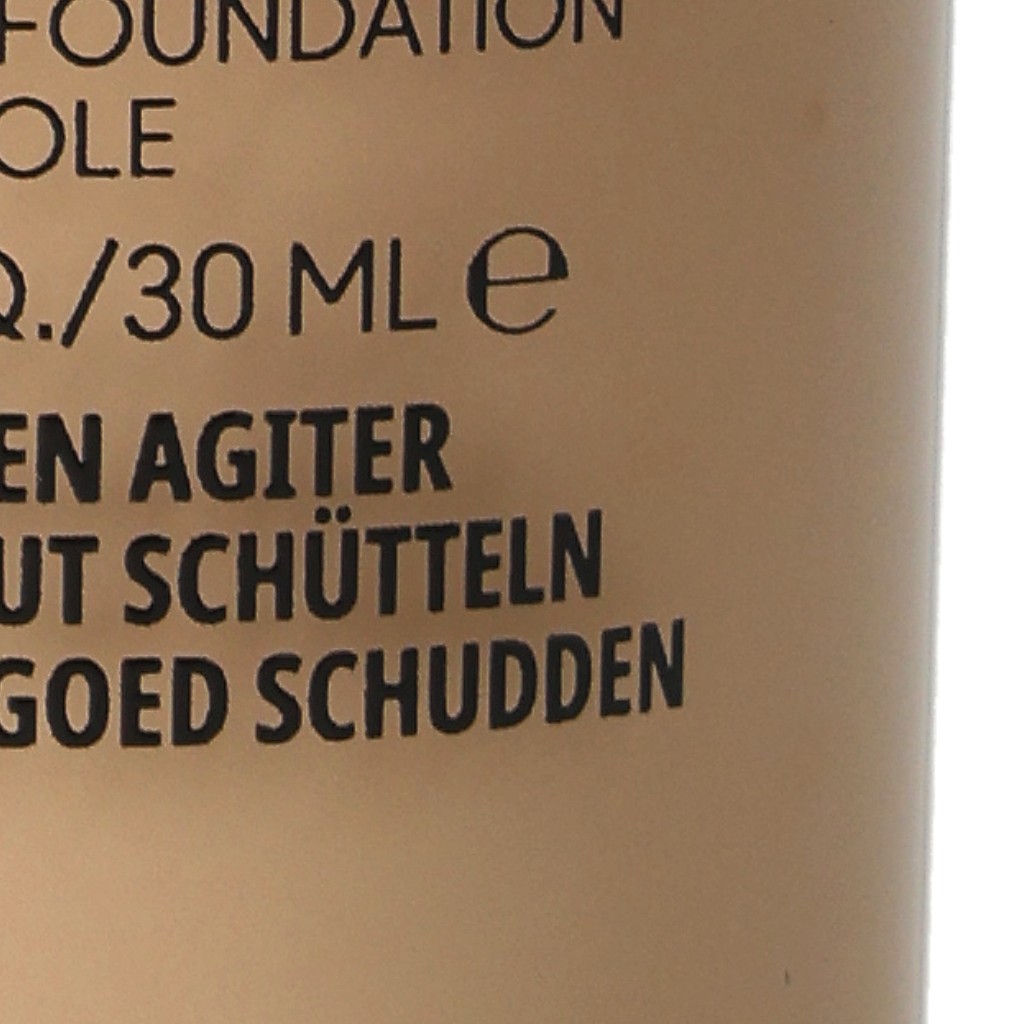 FOUNDATION
OLE
Q./30 ML ℮
EN AGITER
UT SCHÜTTELN
GOED SCHUDDEN